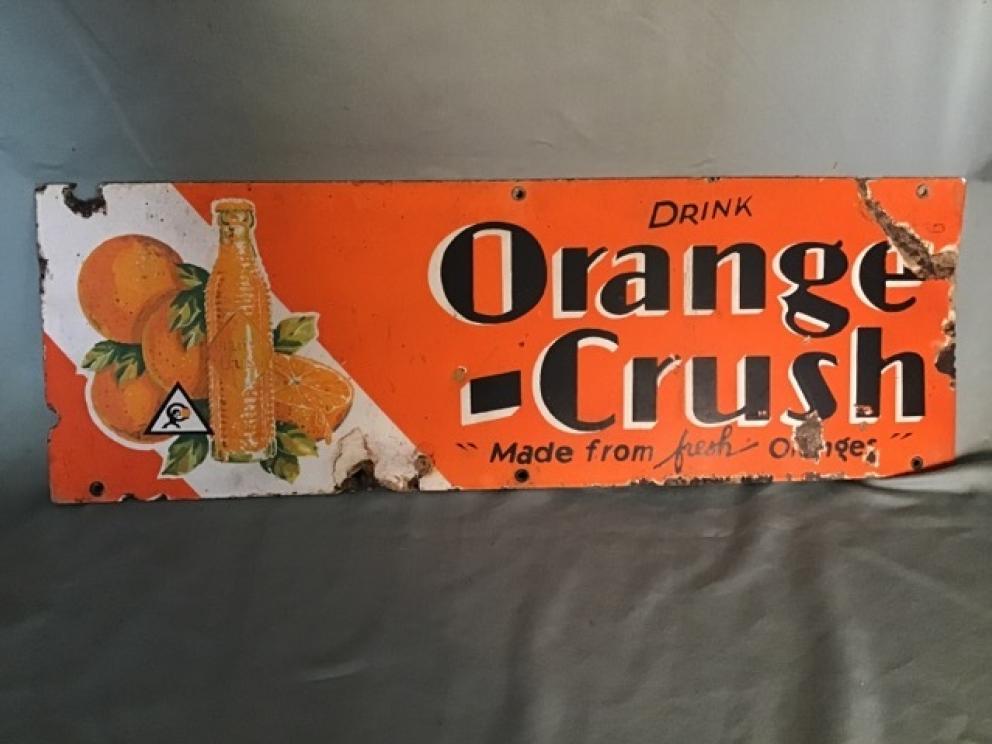 DRINK
Orange
-Crush
"Made from fresh Oranges"